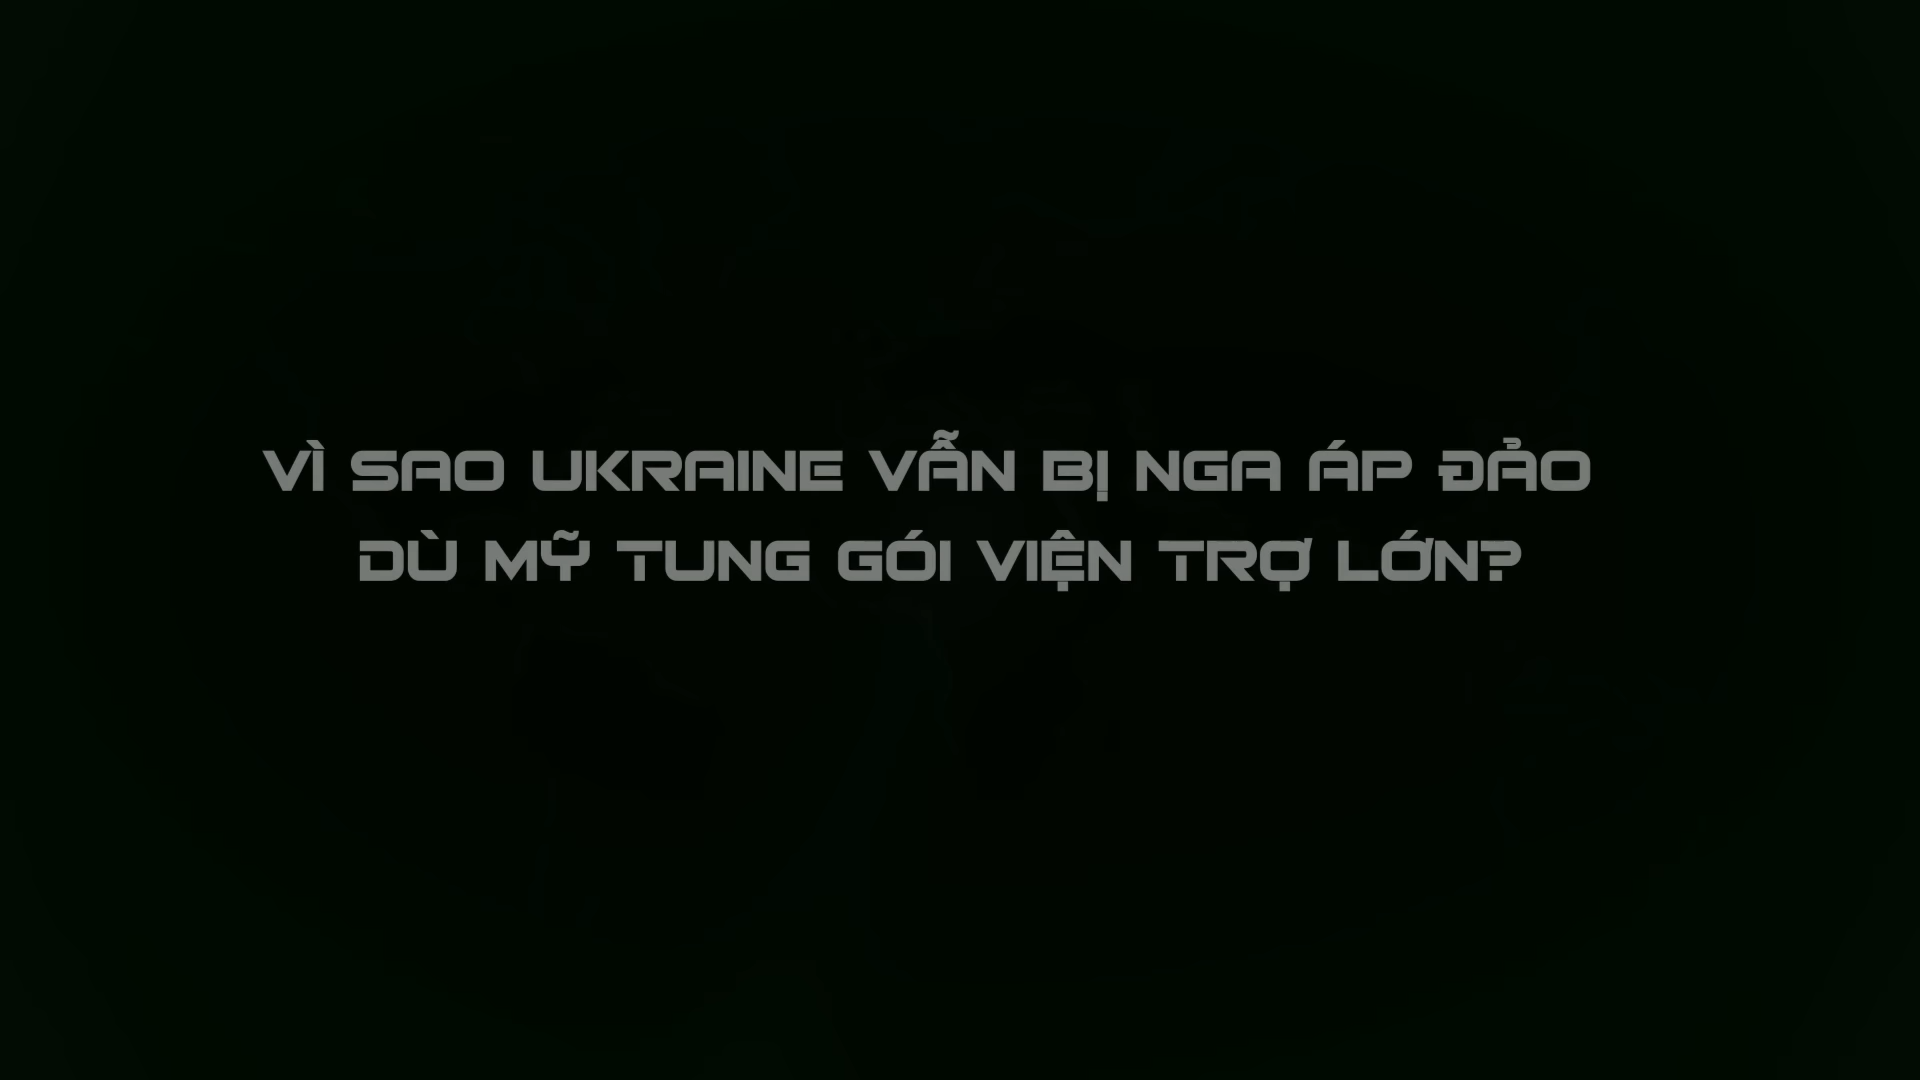 VÌ SAO UKRAINE VẪN BỊ NGA ÁP ĐẢO
DÙ MỸ TUNG GÓI VIỆN TRỢ LỚN?